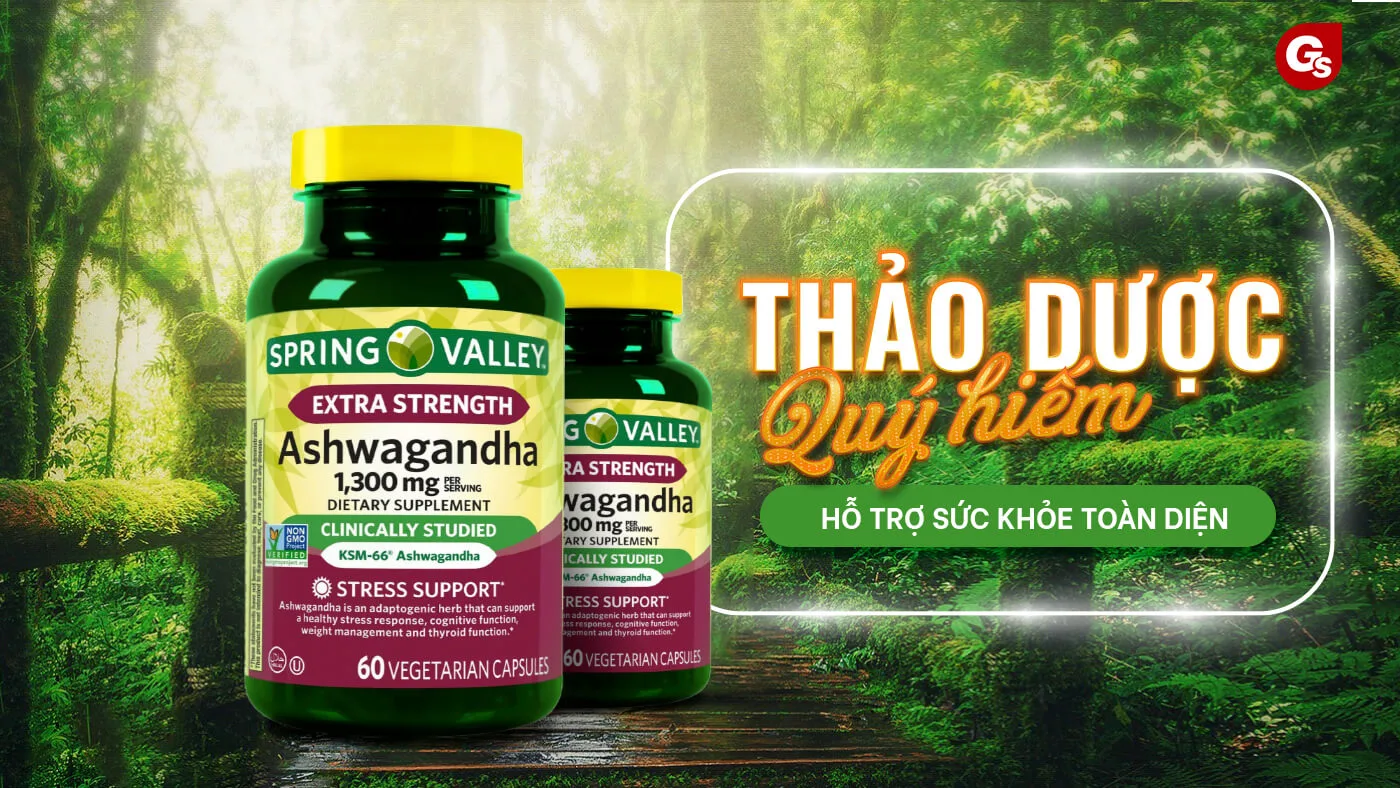 GS
SPRING VALLEY
EXTRA STRENGTH
Ashwagandha
1,300 mg PER SERVING
DIETARY SUPPLEMENT
CLINICALLY STUDIED
KSM-66® Ashwagandha
NON
GMO
Project
VERIFIED
nongmoproject.org
STRESS SUPPORT*
Ashwagandha is an adaptogenic herb that can support
a healthy stress response, cognitive function,
weight management and thyroid function.*
60 VEGETARIAN CAPSULES
G VALLEY
RA STRENGTH
wagandha
300 mg PER SERVING
TARY SUPPLEMENT
ICALLY STUDIED
M-66® Ashwagandha
TRESS SUPPORT*
adaptogenic herb that can support
ess response, cognitive function,
agement and thyroid function.*
60 VEGETARIAN CAPSULES
THẢO DƯỢC
Quý hiếm
HỖ TRỢ SỨC KHỎE TOÀN DIỆN